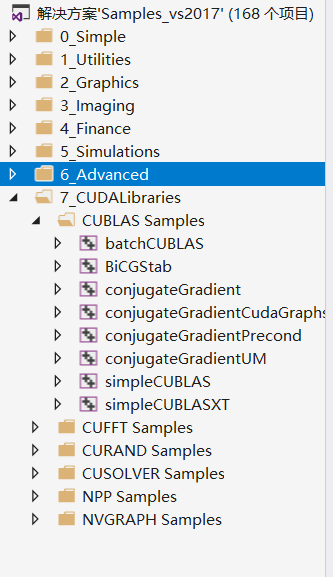 解决方案'Samples_vs2017' (168 个项目)
0_Simple
1_Utilities
2_Graphics
3_Imaging
4_Finance
5_Simulations
6_Advanced
7_CUDALibraries
CUBLAS Samples
batchCUBLAS
BiCGStab
conjugateGradient
conjugateGradientCudaGraphs
conjugateGradientPrecond
conjugateGradientUM
simpleCUBLAS
simpleCUBLASXT
CUFFT Samples
CURAND Samples
CUSOLVER Samples
NPP Samples
NVGRAPH Samples